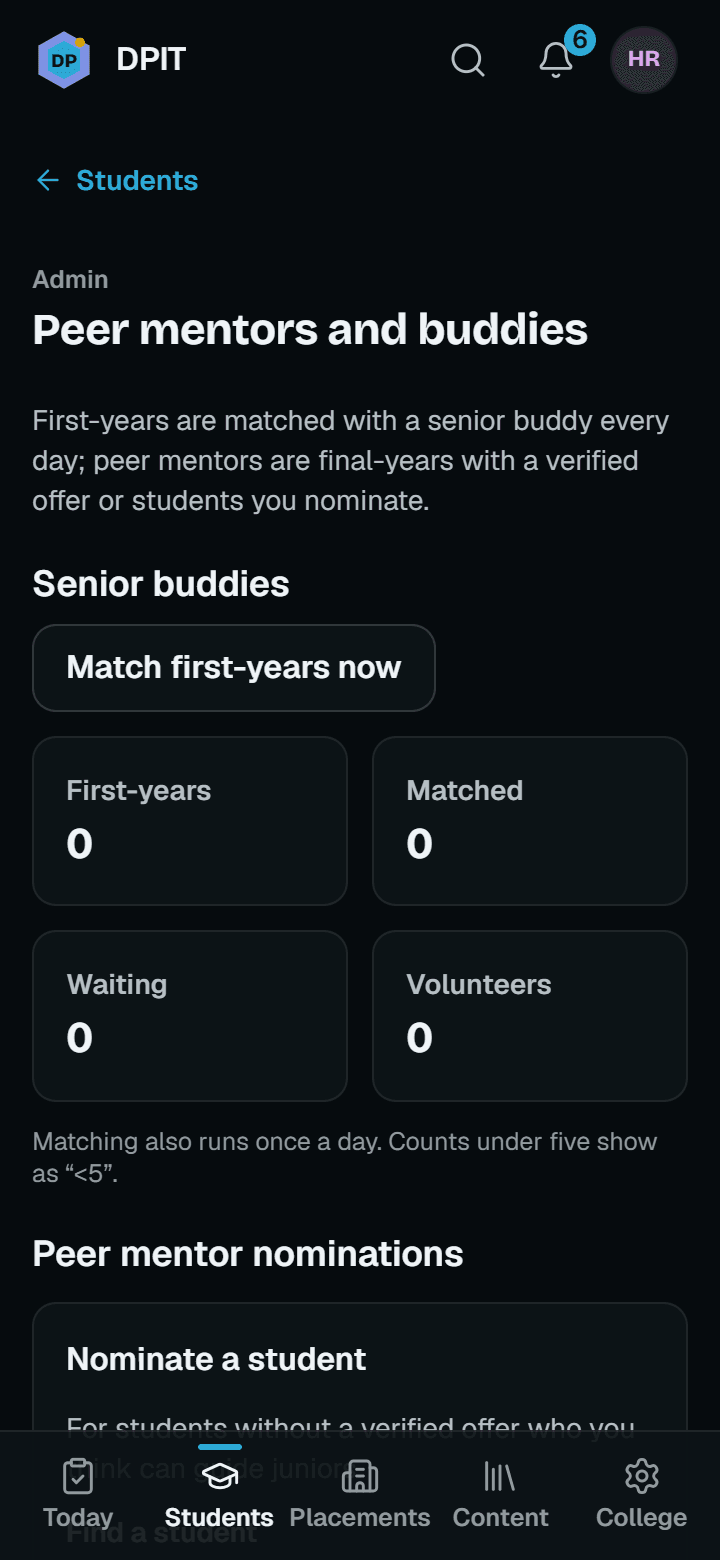 DP
DPIT
6
HR
Students
Admin
Peer mentors and buddies
First-years are matched with a senior buddy every
day; peer mentors are final-years with a verified
offer or students you nominate.
Senior buddies
Match first-years now
First-years
0
Matched
0
Waiting
0
Volunteers
0
Matching also runs once a day. Counts under five show
as “<5”.
Peer mentor nominations
Nominate a student
For students without a verified offer who you
can
Find a student
Today
Students
Placements
Content
College